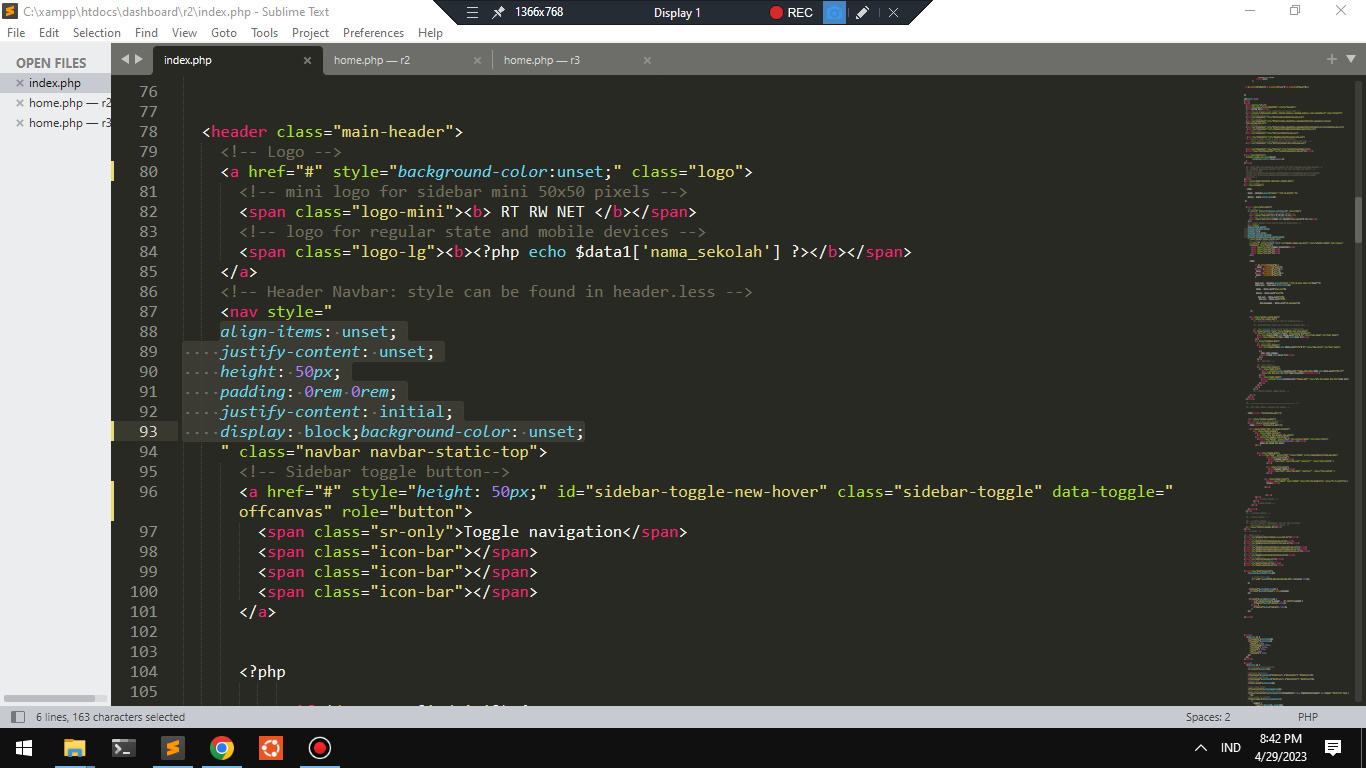 C:\xampp\htdocs\dashboard\r2\index.php - Sublime Text
1366x768
Display 1
REC
File Edit Selection Find View Goto Tools Project Preferences Help
OPEN FILES
index.php
home.php — r2
home.php — r3
index.php
home.php — r2
home.php — r3
76
77
78 <header class="main-header">
79 <!-- Logo -->
80 <a href="#" style="background-color:unset;" class="logo">
81 <!-- mini logo for sidebar mini 50x50 pixels -->
82 <span class="logo-mini"><b> RT RW NET </b></span>
83 <!-- logo for regular state and mobile devices -->
84 <span class="logo-lg"><b><?php echo $data1['nama_sekolah'] ?></b></span>
85 </a>
86 <!-- Header Navbar: style can be found in header.less -->
87 <nav style="
88 align-items: unset;
89 justify-content: unset;
90 height: 50px;
91 padding: 0rem 0rem;
92 justify-content: initial;
93 display: block;background-color: unset;
94 " class="navbar navbar-static-top">
95 <!-- Sidebar toggle button-->
96 <a href="#" style="height: 50px;" id="sidebar-toggle-new-hover" class="sidebar-toggle" data-toggle="
offcanvas" role="button">
97 <span class="sr-only">Toggle navigation</span>
98 <span class="icon-bar"></span>
99 <span class="icon-bar"></span>
100 <span class="icon-bar"></span>
101 </a>
102
103
104 <?php
105
6 lines, 163 characters selected
Spaces: 2
PHP
IND
8:42 PM
4/29/2023